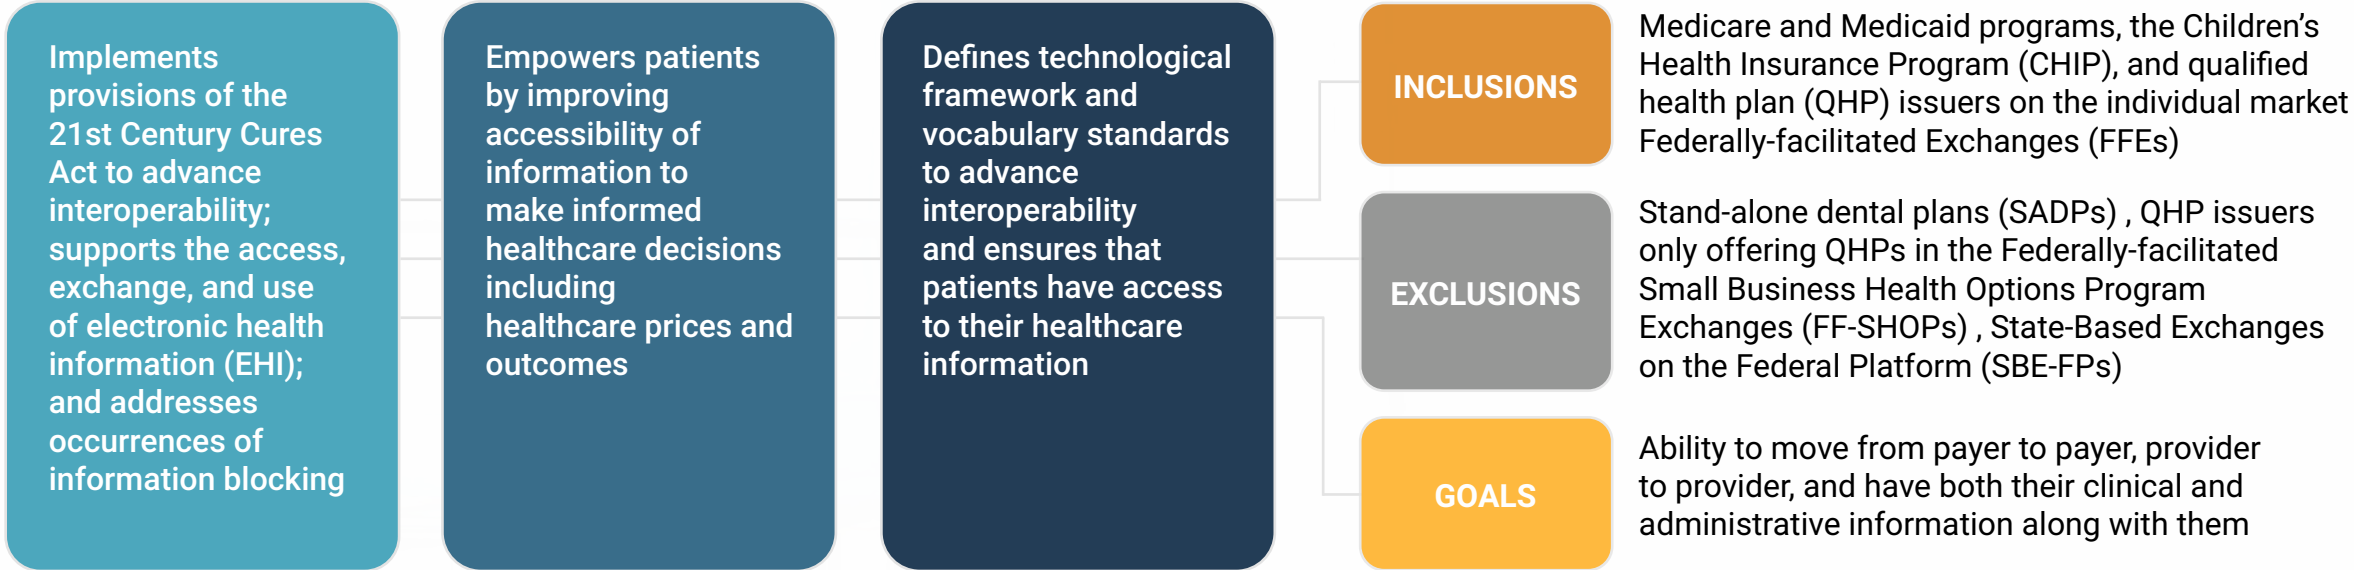 Implements
provisions of the
21st Century Cures
Act to advance
interoperability;
supports the access,
exchange, and use
of electronic health
information (EHI);
and addresses
occurrences of
information blocking
Empowers patients
by improving
accessibility of
information to
make informed
healthcare decisions
including
healthcare prices and
outcomes
Defines technological
framework and
vocabulary standards
to advance
interoperability
and ensures that
patients have access
to their healthcare
information
INCLUSIONS
Medicare and Medicaid programs, the Children’s
Health Insurance Program (CHIP), and qualified
health plan (QHP) issuers on the individual market
Federally-facilitated Exchanges (FFEs)
EXCLUSIONS
Stand-alone dental plans (SADPs) , QHP issuers
only offering QHPs in the Federally-facilitated
Small Business Health Options Program
Exchanges (FF-SHOPs) , State-Based Exchanges
on the Federal Platform (SBE-FPs)
GOALS
Ability to move from payer to payer, provider
to provider, and have both their clinical and
administrative information along with them